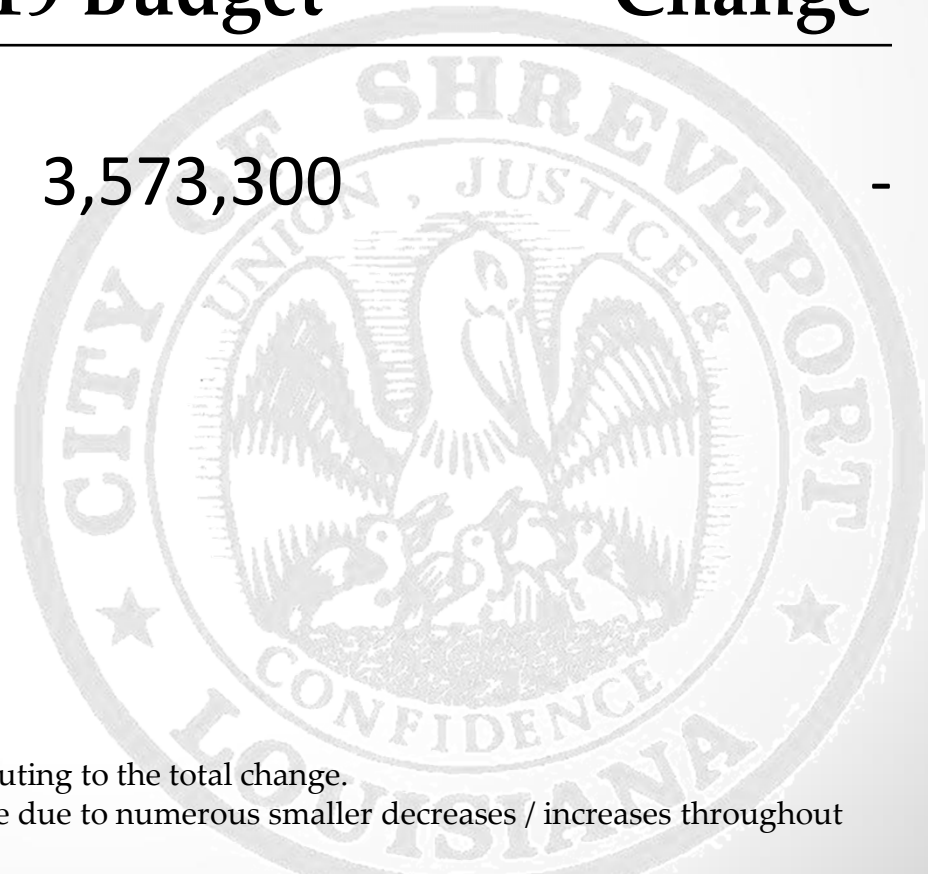 19 Budget Change
3,573,300 -
CITY OF SHREVEPORT
UNION, JUSTICE &
CONFIDENCE
LOUISIANA
uting to the total change.
e due to numerous smaller decreases / increases throughout